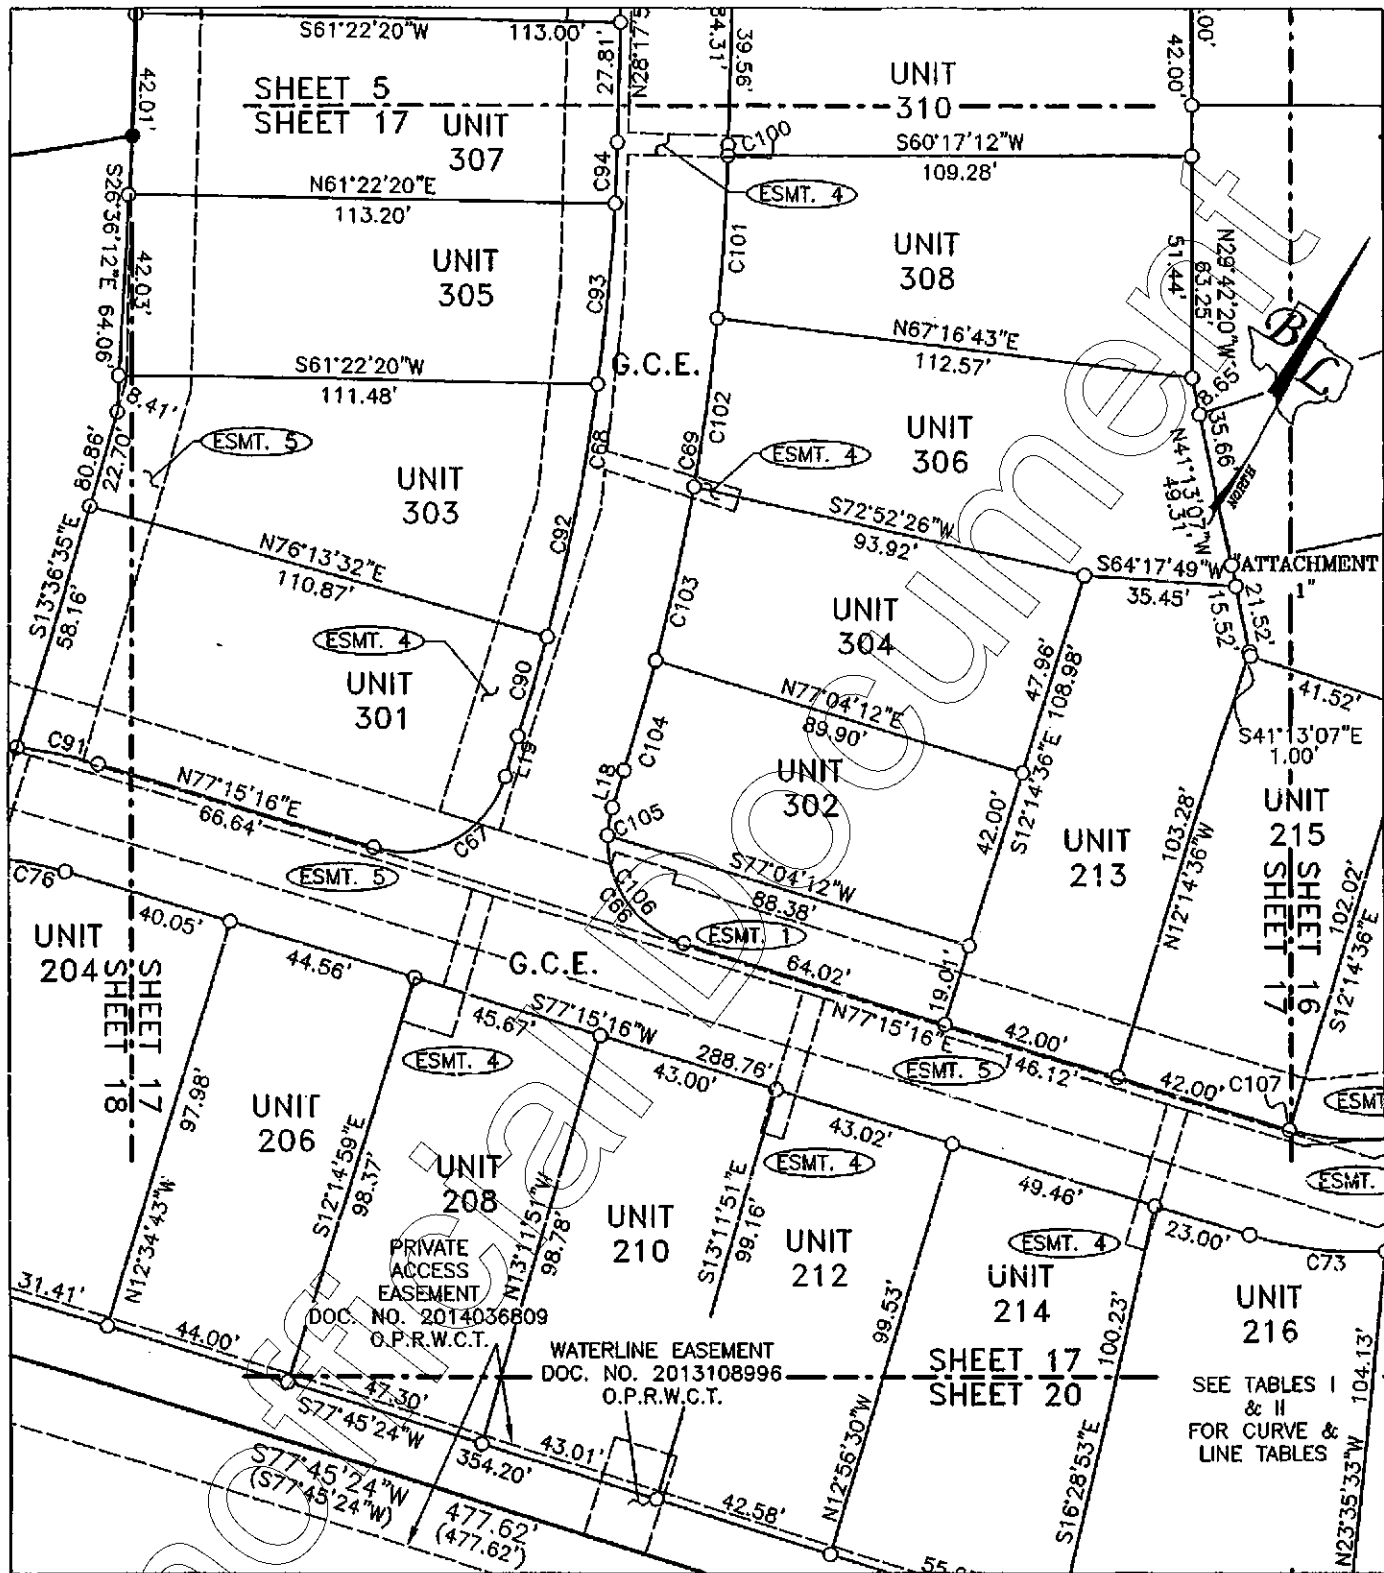 S61°22'20"W 113.00'
42.01'
27.81'
N28°17'5
84.31'
39.56'
.00'
42.00'
SHEET 5
SHEET 17
UNIT
307
UNIT
310
C94
C100
S60°17'12"W
109.28'
ESMT. 4
N61°22'20"E
113.20'
S26°36'12"E 64.06'
42.03'
UNIT
305
C93
C101
UNIT
308
51.44'
N29°42'20"W
63.25'
N67°16'43"E
112.57'
S61°22'20"W
111.48'
G.C.E.
8.41'
8.65'
35.66'
B
L
NORTH
ESMT. 5
80.86'
22.70'
UNIT
303
C68
C69
C102
ESMT. 4
UNIT
306
N41°13'07"W
49.31'
S72°52'26"W
93.92'
S64°17'49"W
35.45'
"ATTACHMENT
1"
15.52'
21.52'
N76°13'32"E
110.87'
C92
S13°36'35"E
58.16'
ESMT. 4
UNIT
301
C90
C103
UNIT
304
47.96'
S12°14'36"E 108.98'
41.52'
S41°13'07"E
1.00'
N77°04'12"E
89.90'
C91
L19
C104
L18
UNIT
302
42.00'
N77°15'16"E
66.64'
C67
C105
UNIT
213
103.28'
N12°14'36"W
UNIT
215
SHEET 16
SHEET 17
102.02'
S12°14'36"E
S77°04'12"W
88.38'
C106
C66
ESMT. 1
C76
ESMT. 5
40.05'
UNIT
204
SHEET 17
SHEET 18
44.56'
G.C.E.
64.02'
19.01'
N77°15'16"E
146.12'
42.00'
ESMT. 5
42.00'
C107
ESMT
S77°15'16"W
45.67'
288.76'
43.00'
ESMT. 4
97.98'
N12°34'43"W
UNIT
206
S12°14'59"E
98.37'
UNIT
208
N13°11'51"W
98.78'
UNIT
210
S13°11'51"E
99.16'
43.02'
ESMT. 4
UNIT
212
49.46'
ESMT. 4
23.00'
C73
ESMT.
UNIT
214
UNIT
216
PRIVATE
ACCESS
EASEMENT
DOC. NO. 2014036809
O.P.R.W.C.T.
31.41'
44.00'
WATERLINE EASEMENT
DOC. NO. 2013108996
O.P.R.W.C.T.
99.53'
N12°56'30"W
SHEET 17
SHEET 20
100.23'
S16°28'53"E
SEE TABLES I
& II
FOR CURVE &
LINE TABLES
104.13'
N23°35'33"W
47.30'
S77°45'24"W
354.20'
43.01'
42.58'
S77°45'24"W
(S77°45'24"W)
477.62'
(477.62')
55.
Unofficial Document